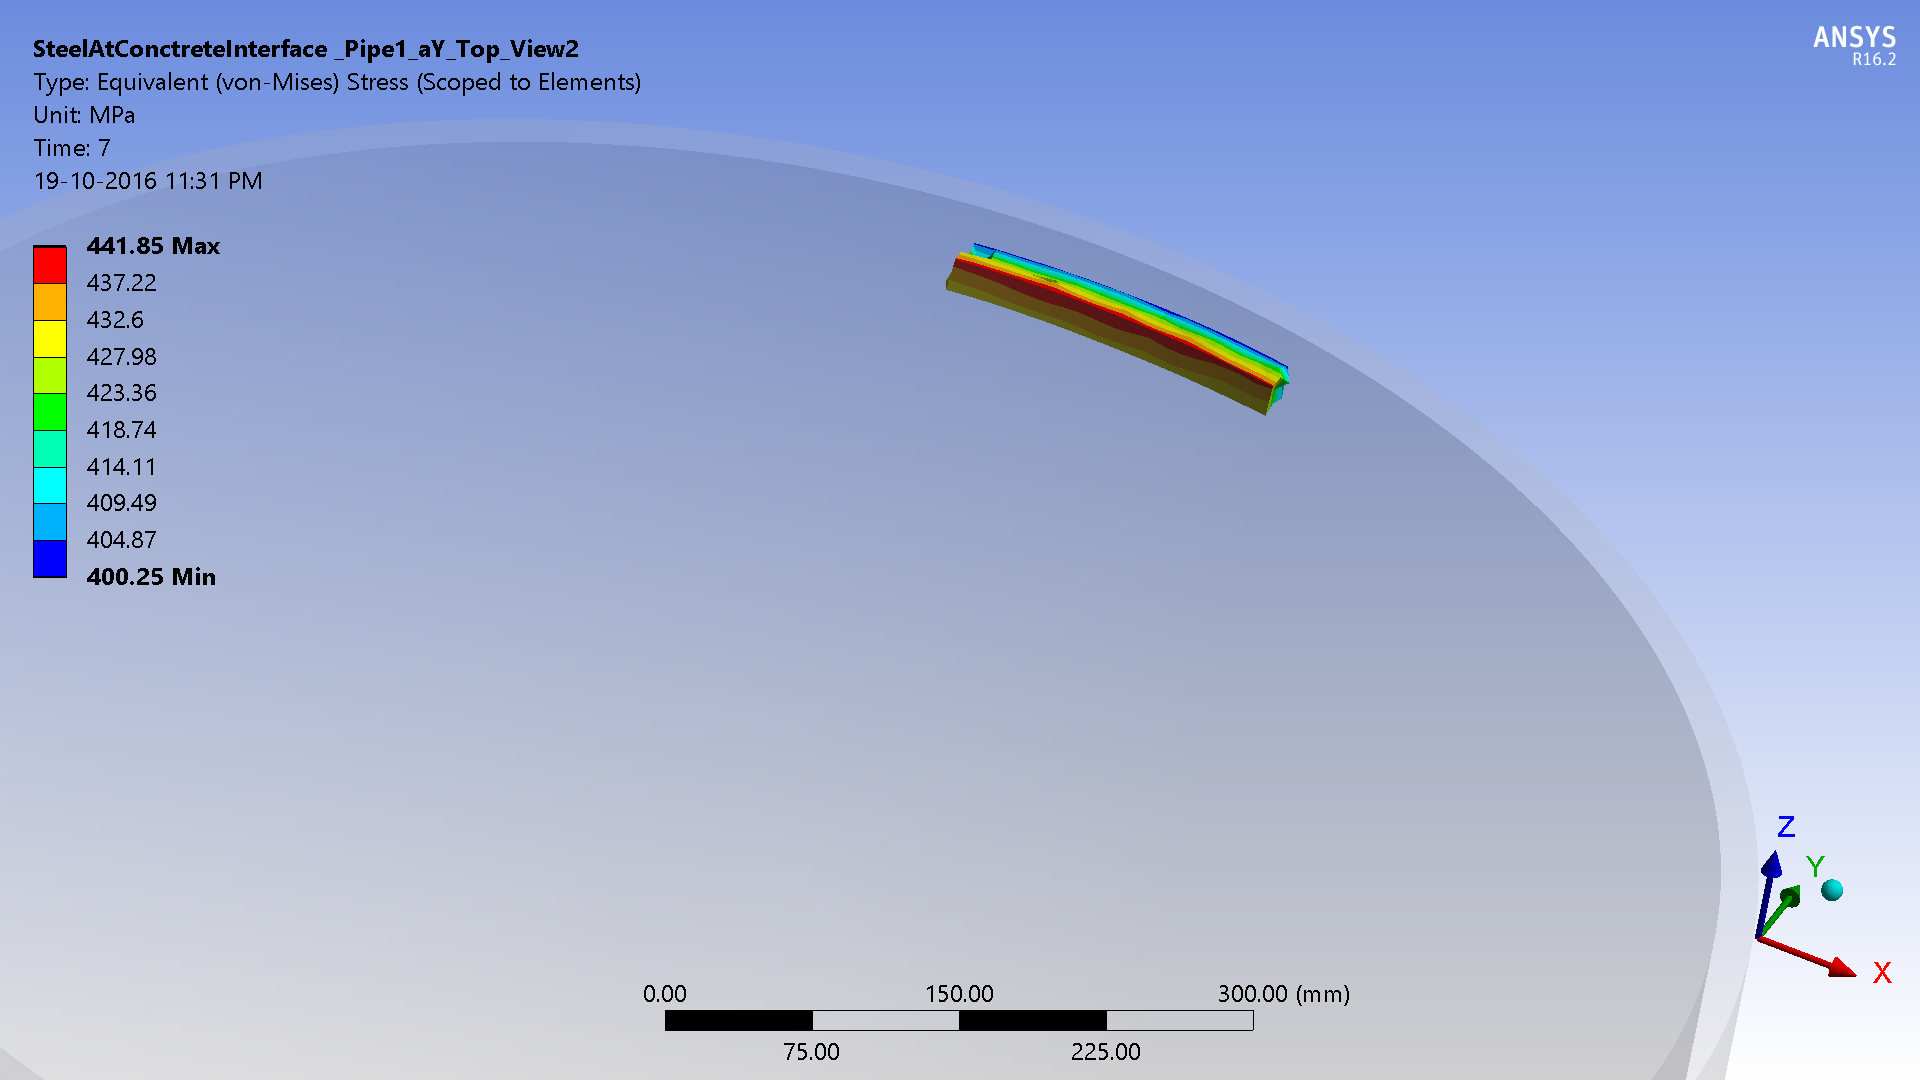 SteelAtConctreteInterface _Pipe1_aY_Top_View2
Type: Equivalent (von-Mises) Stress (Scoped to Elements)
Unit: MPa
Time: 7
19-10-2016 11:31 PM
ANSYS
R16.2
441.85 Max
437.22
432.6
427.98
423.36
418.74
414.11
409.49
404.87
400.25 Min
Z
Y
X
0.00 150.00 300.00 (mm)
75.00 225.00